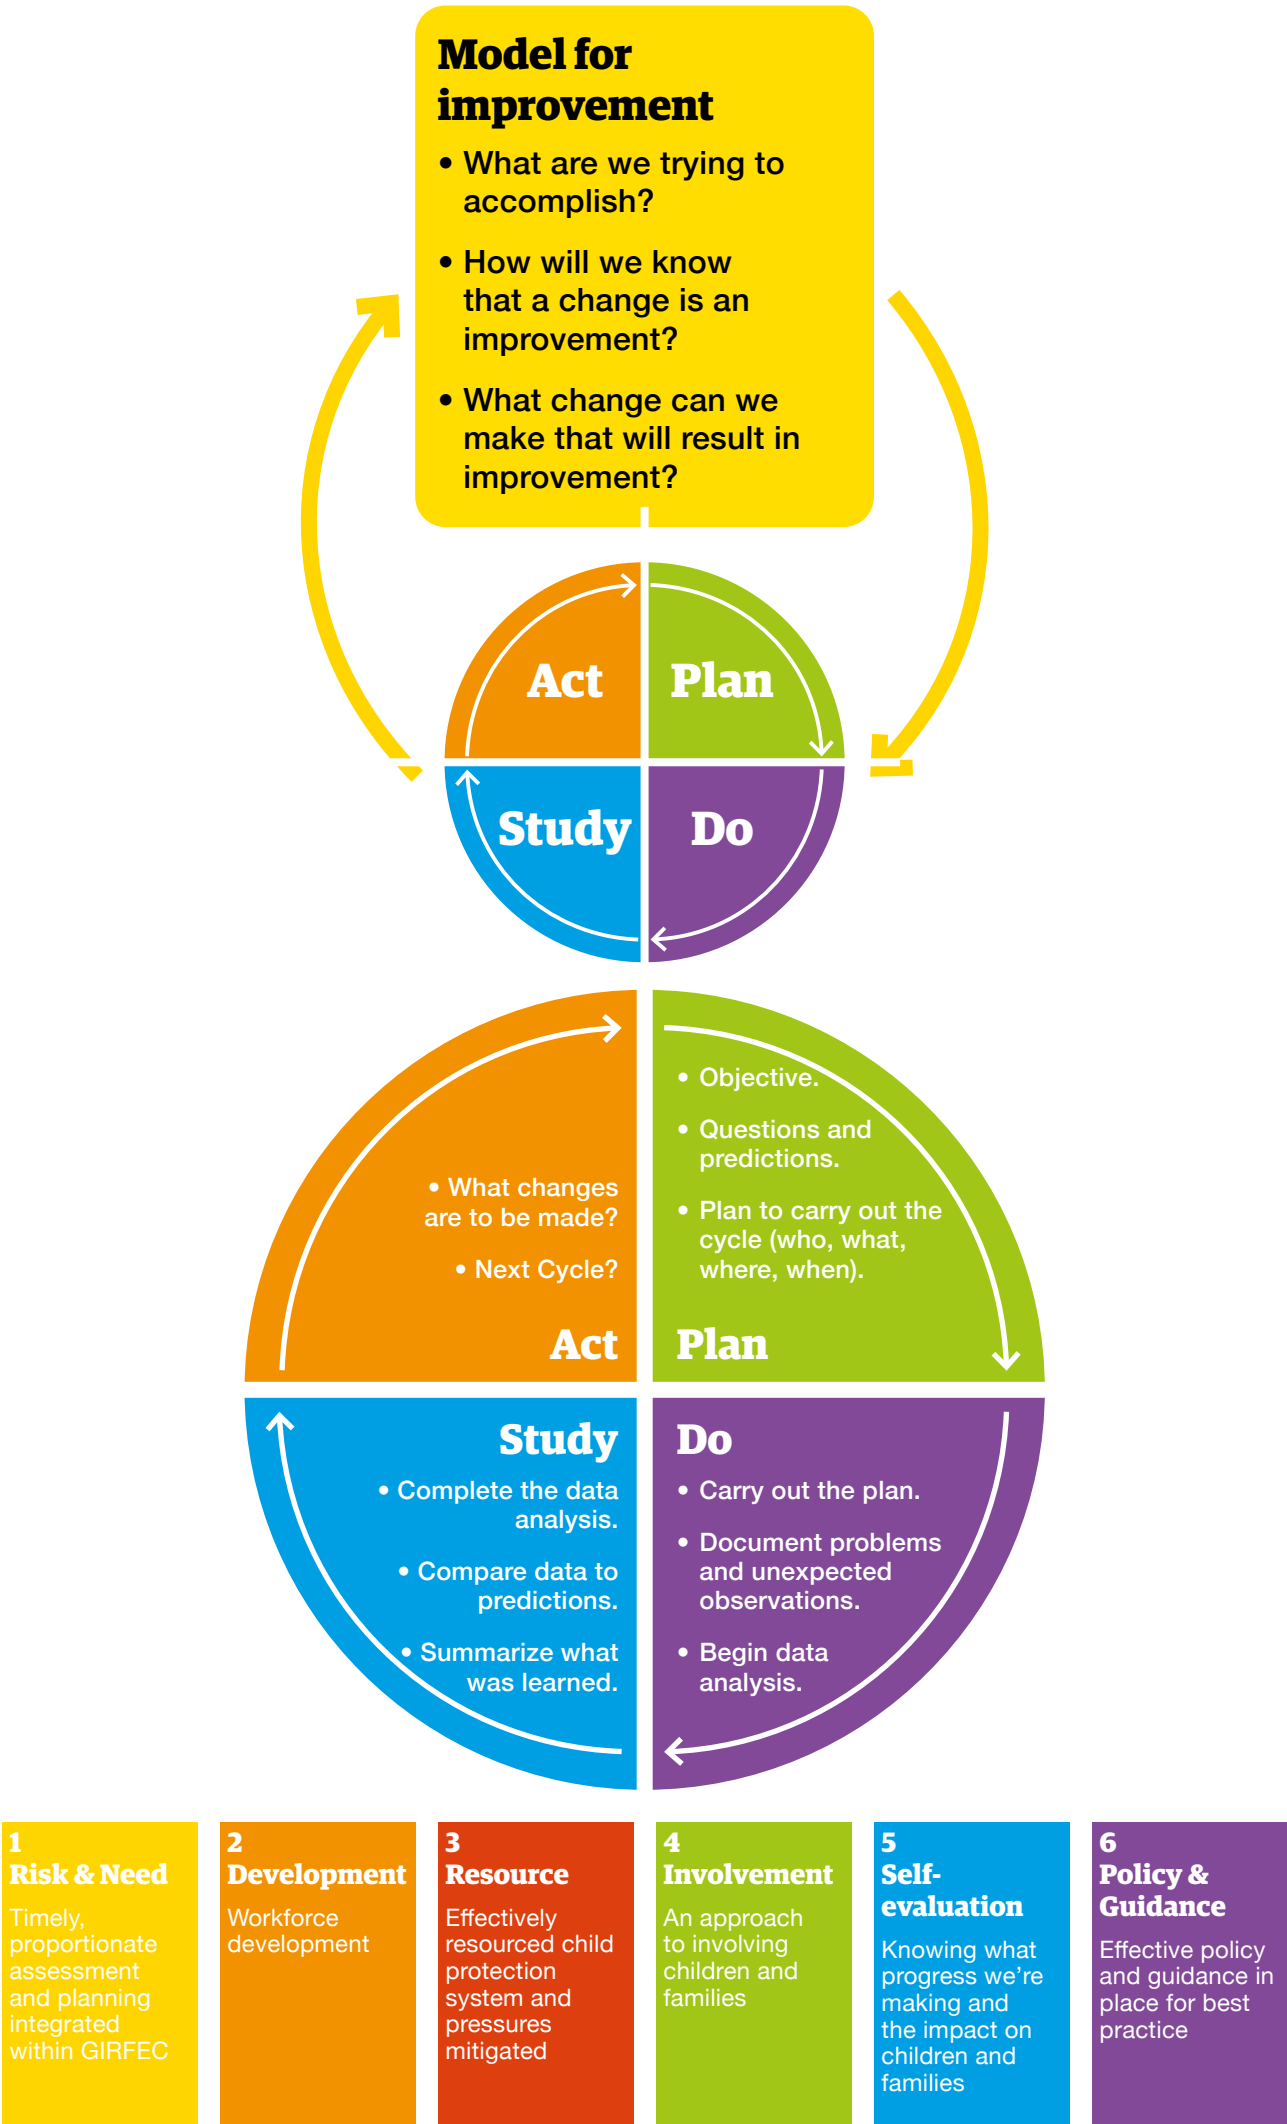 Model for
improvement
• What are we trying to
accomplish?
• How will we know
that a change is an
improvement?
• What change can we
make that will result in
improvement?
Act
Plan
Study
Do
• What changes
are to be made?
• Next Cycle?
Act
• Objective.
• Questions and
predictions.
• Plan to carry out the
cycle (who, what,
where, when).
Plan
Study
• Complete the data
analysis.
• Compare data to
predictions.
• Summarize what
was learned.
Do
• Carry out the plan.
• Document problems
and unexpected
observations.
• Begin data
analysis.
1
Risk & Need
Timely,
proportionate
assessment
and planning
integrated
within GIRFEC
2
Development
Workforce
development
3
Resource
Effectively
resourced child
protection
system and
pressures
mitigated
4
Involvement
An approach
to involving
children and
families
5
Self-
evaluation
Knowing what
progress we're
making and
the impact on
children and
families
6
Policy &
Guidance
Effective policy
and guidance in
place for best
practice